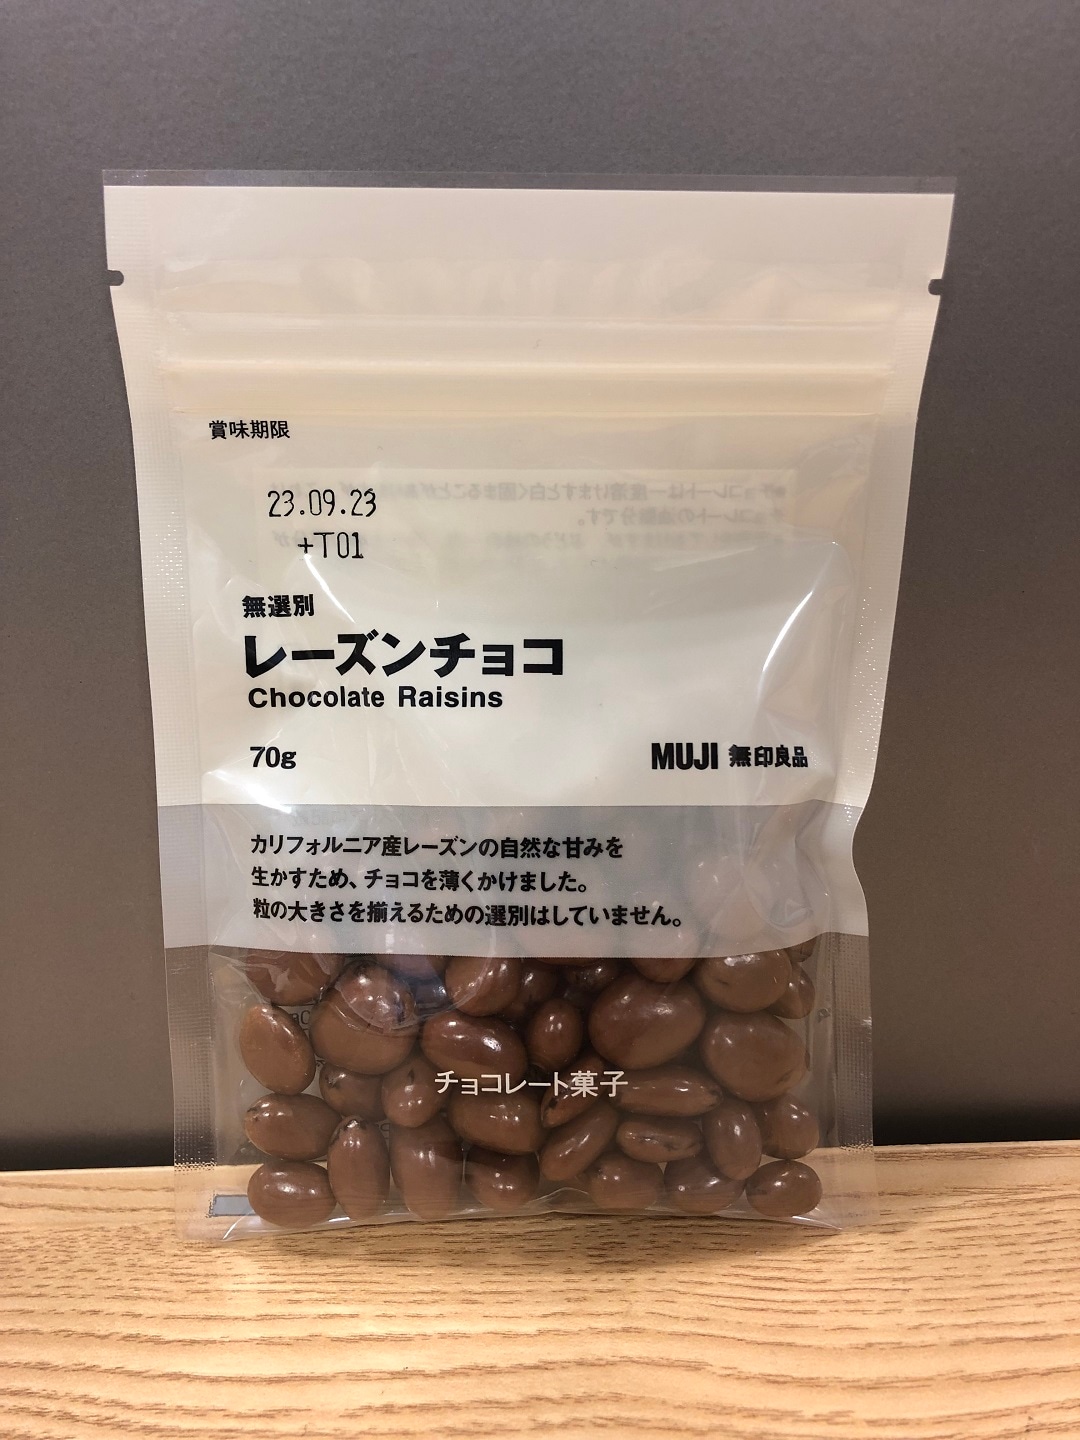 賞味期限
23.09.23
+T01
無選別
レーズンチョコ
Chocolate Raisins
70g
MUJI 無印良品
カリフォルニア産レーズンの自然な甘みを
生かすため、チョコを薄くかけました。
粒の大きさを揃えるための選別はしていません。
チョコレート菓子